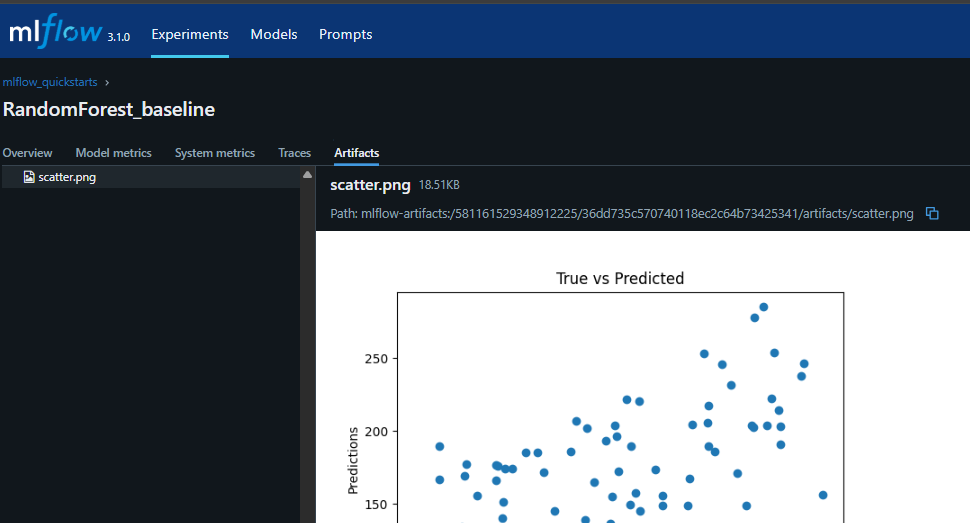 mlflow 3.1.0 Experiments Models Prompts
mlflow_quickstarts ›
RandomForest_baseline
Overview Model metrics System metrics Traces Artifacts
scatter.png
scatter.png 18.51KB
Path: mlflow-artifacts:/581161529348912225/36dd735c570740118ec2c64b73425341/artifacts/scatter.png
True vs Predicted
250
200
Predictions
150